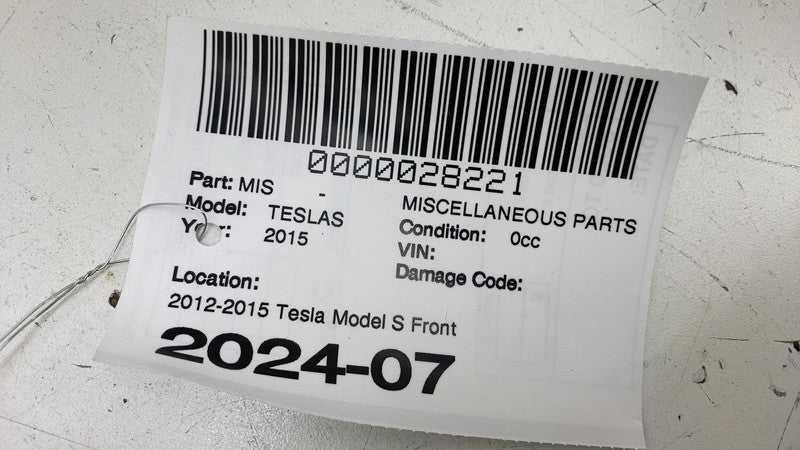 0000028221
Part: MIS - MISCELLANEOUS PARTS
Model: TESLAS Condition: 0cc
Year: 2015 VIN:
Damage Code:
Location:
2012-2015 Tesla Model S Front
2024-07